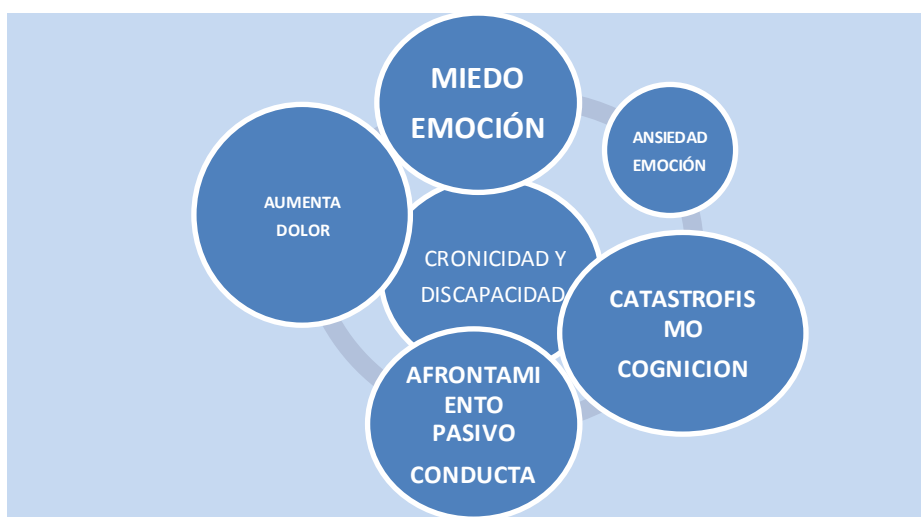 MIEDO
EMOCIÓN
ANSIEDAD
EMOCIÓN
CATASTROFIS
MO
COGNICION
AFRONTAMI
ENTO
PASIVO
CONDUCTA
AUMENTA
DOLOR
CRONICIDAD Y
DISCAPACIDAD